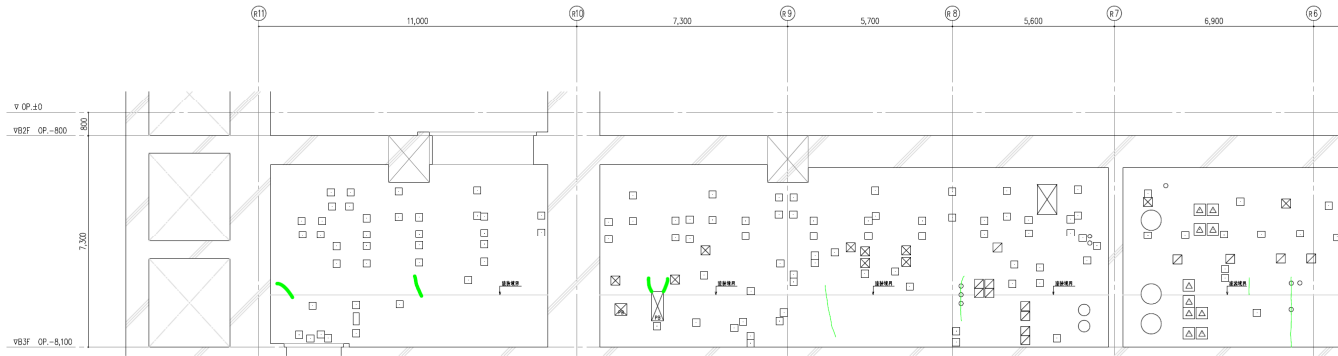 R11
R10
R9
R8
R7
R6
11,000
7,300
5,700
5,600
6,900
▽ OP.±0
800
▽B2F OP.-800
7,300
▽B3F OP.-8,100